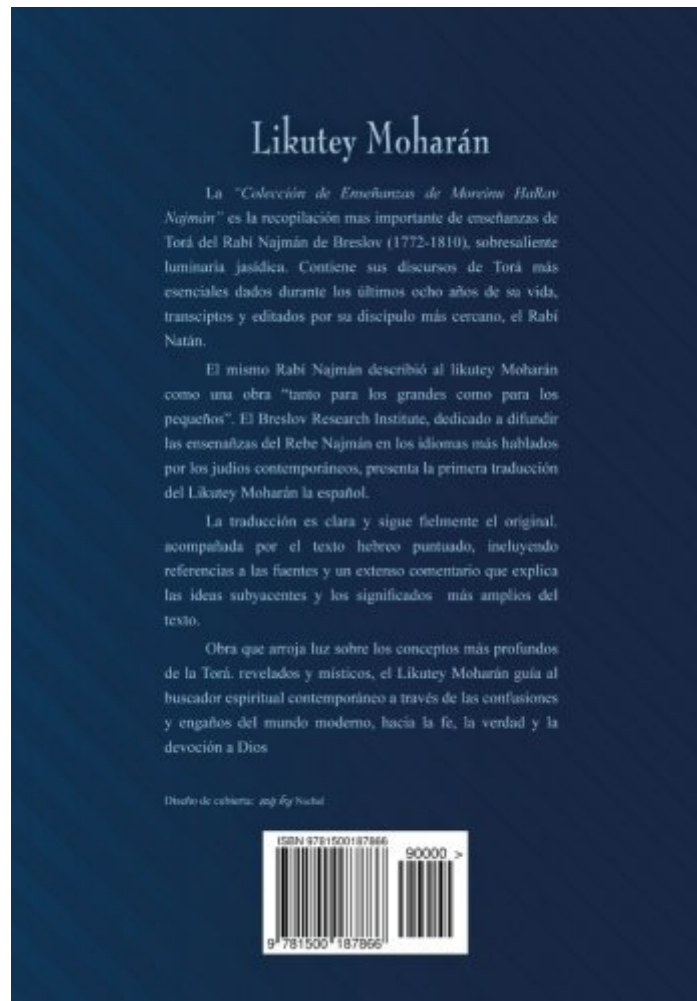 Likutey Moharán
La "Colección de Enseñanzas de Moreinu HaRav
Najmán" es la recopilación mas importante de enseñanzas de
Torá del Rabí Najmán de Breslov (1772-1810), sobresaliente
luminaria jasídica. Contiene sus discursos de Torá más
esenciales dados durante los últimos ocho años de su vida,
transciptos y editados por su discípulo más cercano, el Rabí
Natán.
El mismo Rabí Najmán describió al likutey Moharán
como una obra "tanto para los grandes como para los
pequeños". El Breslov Research Institute, dedicado a difundir
las ensenañzas del Rebe Najmán en los idiomas más hablados
por los judíos contemporáneos, presenta la primera traducción
del Likutey Moharán la español.
La traducción es clara y sigue fielmente el original.
acompañada por el texto hebreo puntuado, incluyendo
referencias a las fuentes y un extenso comentario que explica
las ideas subyacentes y los significados más amplios del
texto.
Obra que arroja luz sobre los conceptos más profundos
de la Torá. revelados y místicos, el Likutey Moharán guía al
buscador espiritual contemporáneo a través de las confusiones
y engaños del mundo moderno, hacia la fe, la verdad y la
devoción a Dios
Diseño de cubierta:
ISBN 9781500187866
90000 >
9 781500 187866